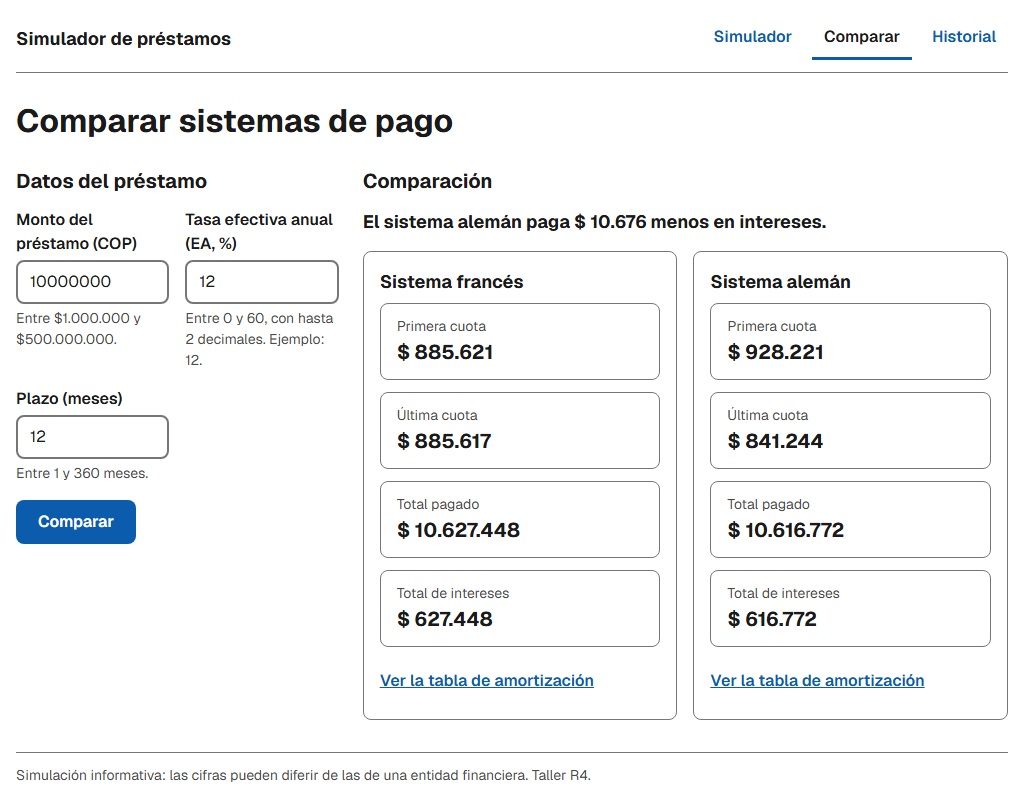 Simulador de préstamos
Simulador
Comparar
Historial
Comparar sistemas de pago
Datos del préstamo
Monto del
préstamo (COP)
10000000
Entre $1.000.000 y
$500.000.000.
Tasa efectiva anual
(EA, %)
12
Entre 0 y 60, con hasta
2 decimales. Ejemplo:
12.
Plazo (meses)
12
Entre 1 y 360 meses.
Comparar
Comparación
El sistema alemán paga $ 10.676 menos en intereses.
Sistema francés
Primera cuota
$ 885.621
Última cuota
$ 885.617
Total pagado
$ 10.627.448
Total de intereses
$ 627.448
Ver la tabla de amortización
Sistema alemán
Primera cuota
$ 928.221
Última cuota
$ 841.244
Total pagado
$ 10.616.772
Total de intereses
$ 616.772
Ver la tabla de amortización
Simulación informativa: las cifras pueden diferir de las de una entidad financiera. Taller R4.